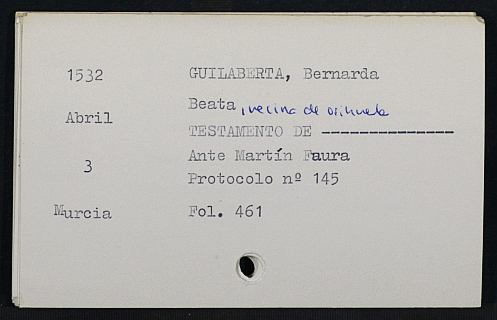 1532 GUILABERTA, Bernarda
Beata, vecina de orihuela
Abril
TESTAMENTO DE --------------
3 Ante Martín Faura
Protocolo nº 145
Murcia Fol. 461